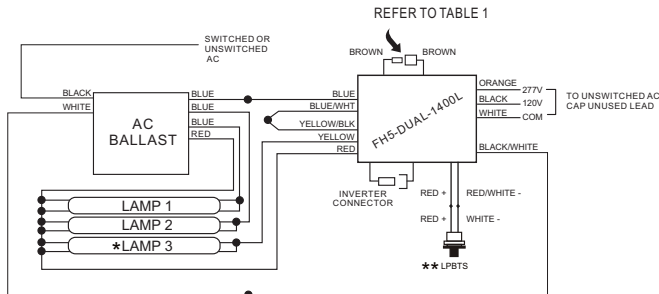 REFER TO TABLE 1
SWITCHED OR
UNSWITCHED
AC
BROWN
BROWN
BLACK
WHITE
AC
BALLAST
BLUE
BLUE
BLUE
RED
BLUE
BLUE/WHT
YELLOW/BLK
YELLOW
RED
FH5-DUAL-1400L
ORANGE
277V
BLACK
120V
WHITE
COM
TO UNSWITCHED AC
CAP UNUSED LEAD
BLACK/WHITE
INVERTER
CONNECTOR
RED +
RED/WHITE -
RED +
WHITE -
**LPBTS
LAMP 1
LAMP 2
*LAMP 3